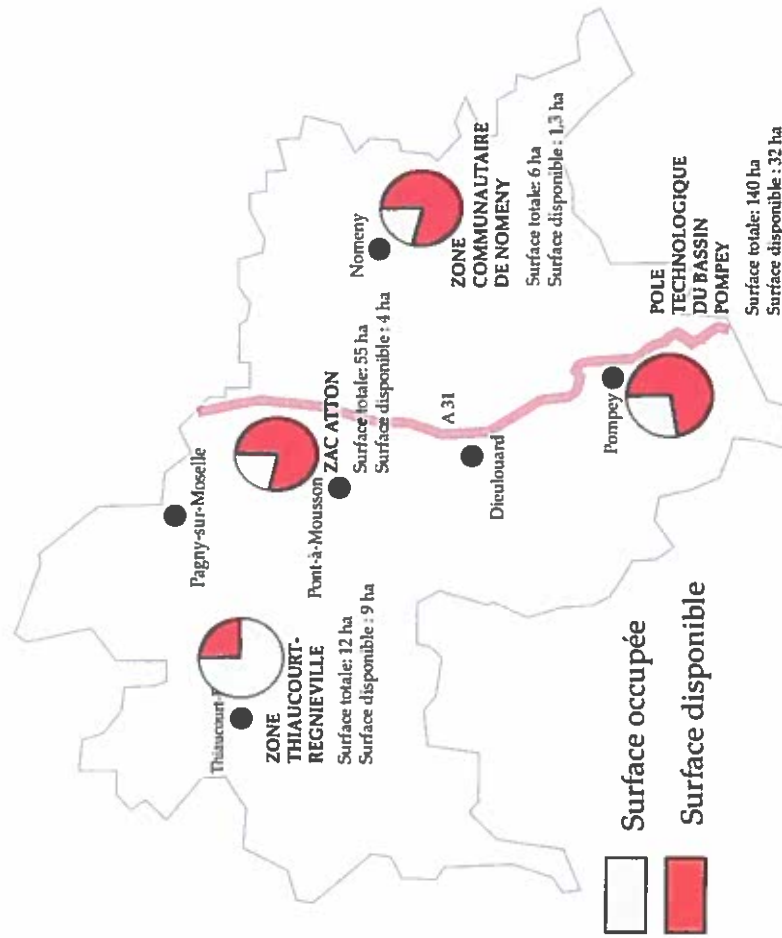 Pagny-sur-Moselle
Thiaucourt-
ZONE
THIAUCOURT-
REGNIEVILLE
Surface totale: 12 ha
Surface disponible : 9 ha
Pont-à-Mousson
ZAC ATTON
Surface totale: 55 ha
Surface disponible : 4 ha
Nomeny
ZONE
COMMUNAUTAIRE
DE NOMENY
Surface totale: 6 ha
Surface disponible : 1,3 ha
A 31
Dieulouard
Pompey
POLE
TECHNOLOGIQUE
DU BASSIN
POMPEY
Surface totale: 140 ha
Surface disponible : 32 ha
Surface occupée
Surface disponible